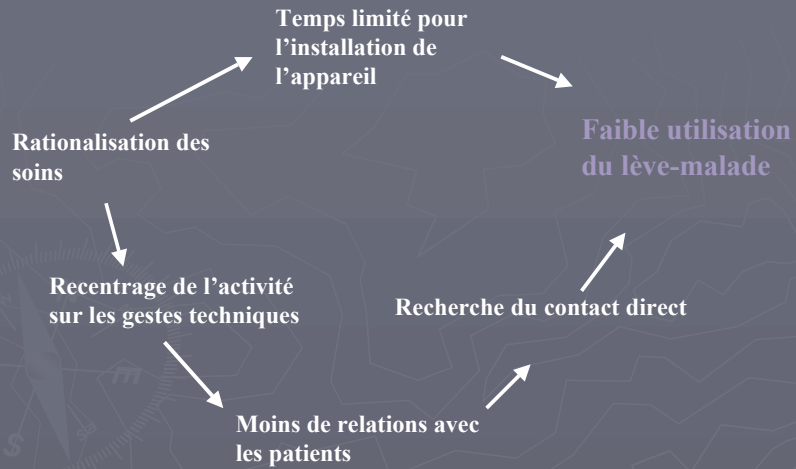 Temps limité pour
l’installation de
l’appareil
Faible utilisation
du lève-malade
Rationalisation des
soins
Recentrage de l’activité
sur les gestes techniques
Recherche du contact direct
Moins de relations avec
les patients